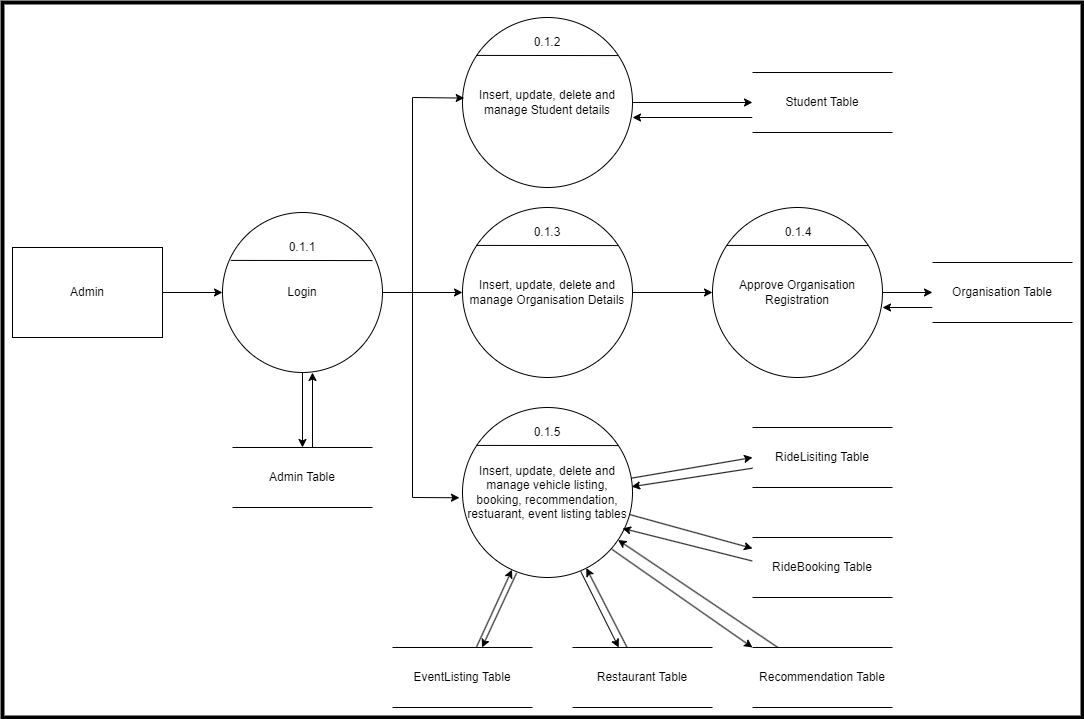 0.1.2
Insert, update, delete and
manage Student details
Student Table
Admin
0.1.1
Login
Admin Table
0.1.3
Insert, update, delete and
manage Organisation Details
0.1.4
Approve Organisation
Registration
Organisation Table
0.1.5
Insert, update, delete and
manage vehicle listing,
booking, recommendation,
restuarant, event listing tables
RideLisiting Table
RideBooking Table
EventListing Table
Restaurant Table
Recommendation Table